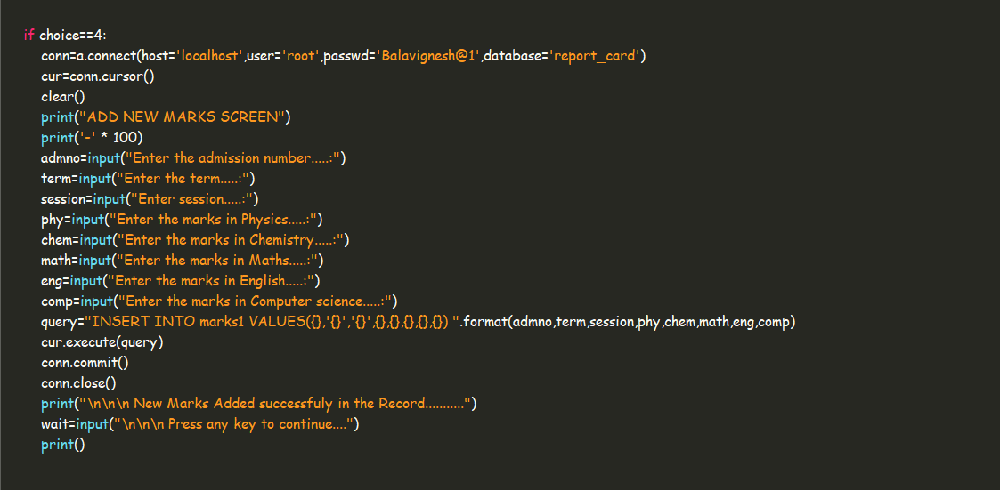 if choice==4:
conn=a.connect(host='localhost',user='root',passwd='Balavignesh@1',database='report_card')
cur=conn.cursor()
clear()
print("ADD NEW MARKS SCREEN")
print('-' * 100)
admno=input("Enter the admission number.....:")
term=input("Enter the term.....:")
session=input("Enter session.....:")
phy=input("Enter the marks in Physics.....:")
chem=input("Enter the marks in Chemistry.....:")
math=input("Enter the marks in Maths.....:")
eng=input("Enter the marks in English.....:")
comp=input("Enter the marks in Computer science.....:")
query="INSERT INTO marks1 VALUES({},'{}','{}',{},{},{},{},{}) ".format(admno,term,session,phy,chem,math,eng,comp)
cur.execute(query)
conn.commit()
conn.close()
print("\n\n\n New Marks Added successfuly in the Record...........")
wait=input("\n\n\n Press any key to continue....")
print()